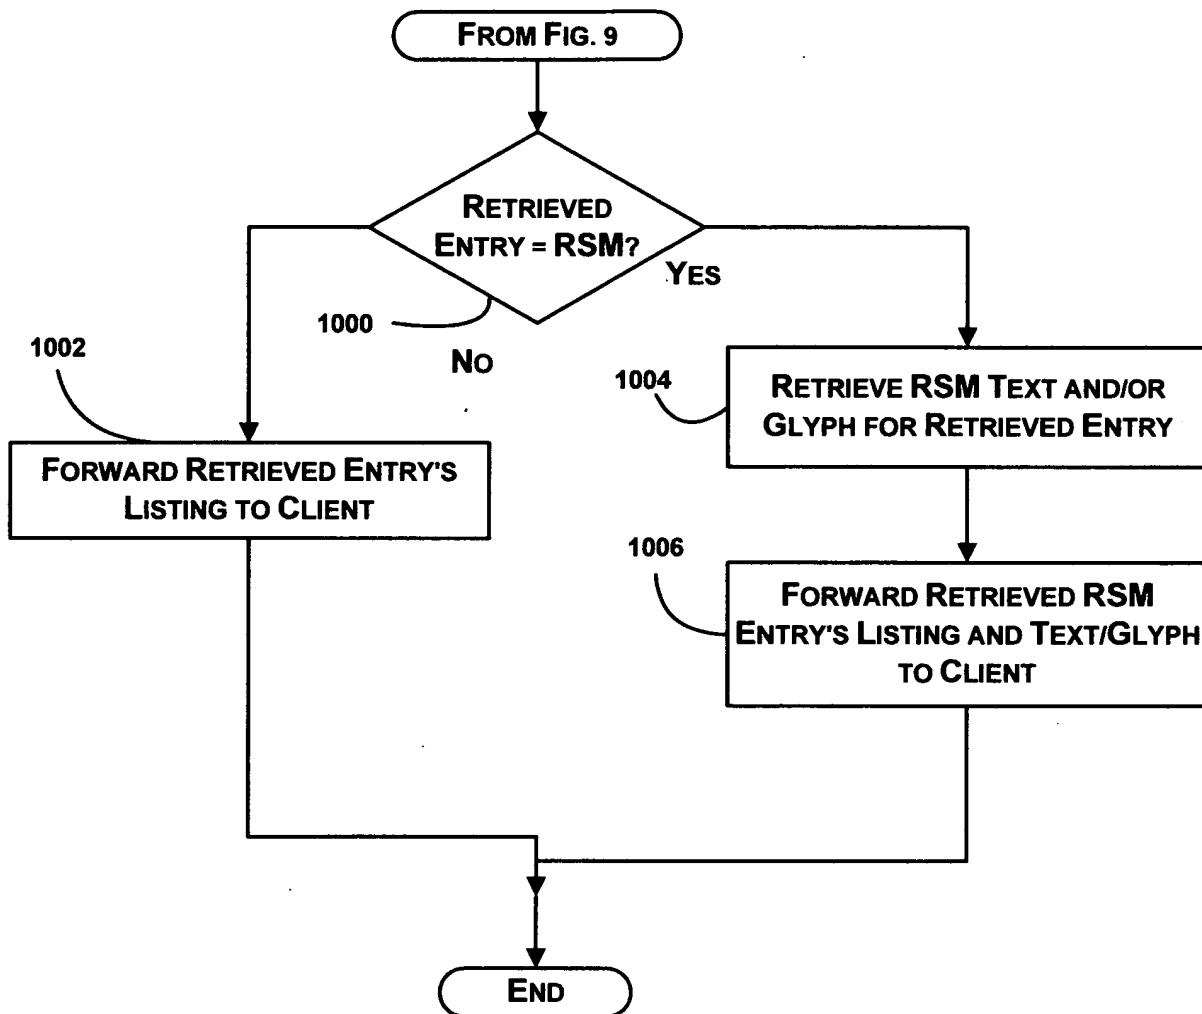 FROM FIG. 9
RETRIEVED
ENTRY = RSM?
YES
1000
NO
1002
FORWARD RETRIEVED ENTRY'S
LISTING TO CLIENT
1004
RETRIEVE RSM TEXT AND/OR
GLYPH FOR RETRIEVED ENTRY
1006
FORWARD RETRIEVED RSM
ENTRY'S LISTING AND TEXT/GLYPH
TO CLIENT
END